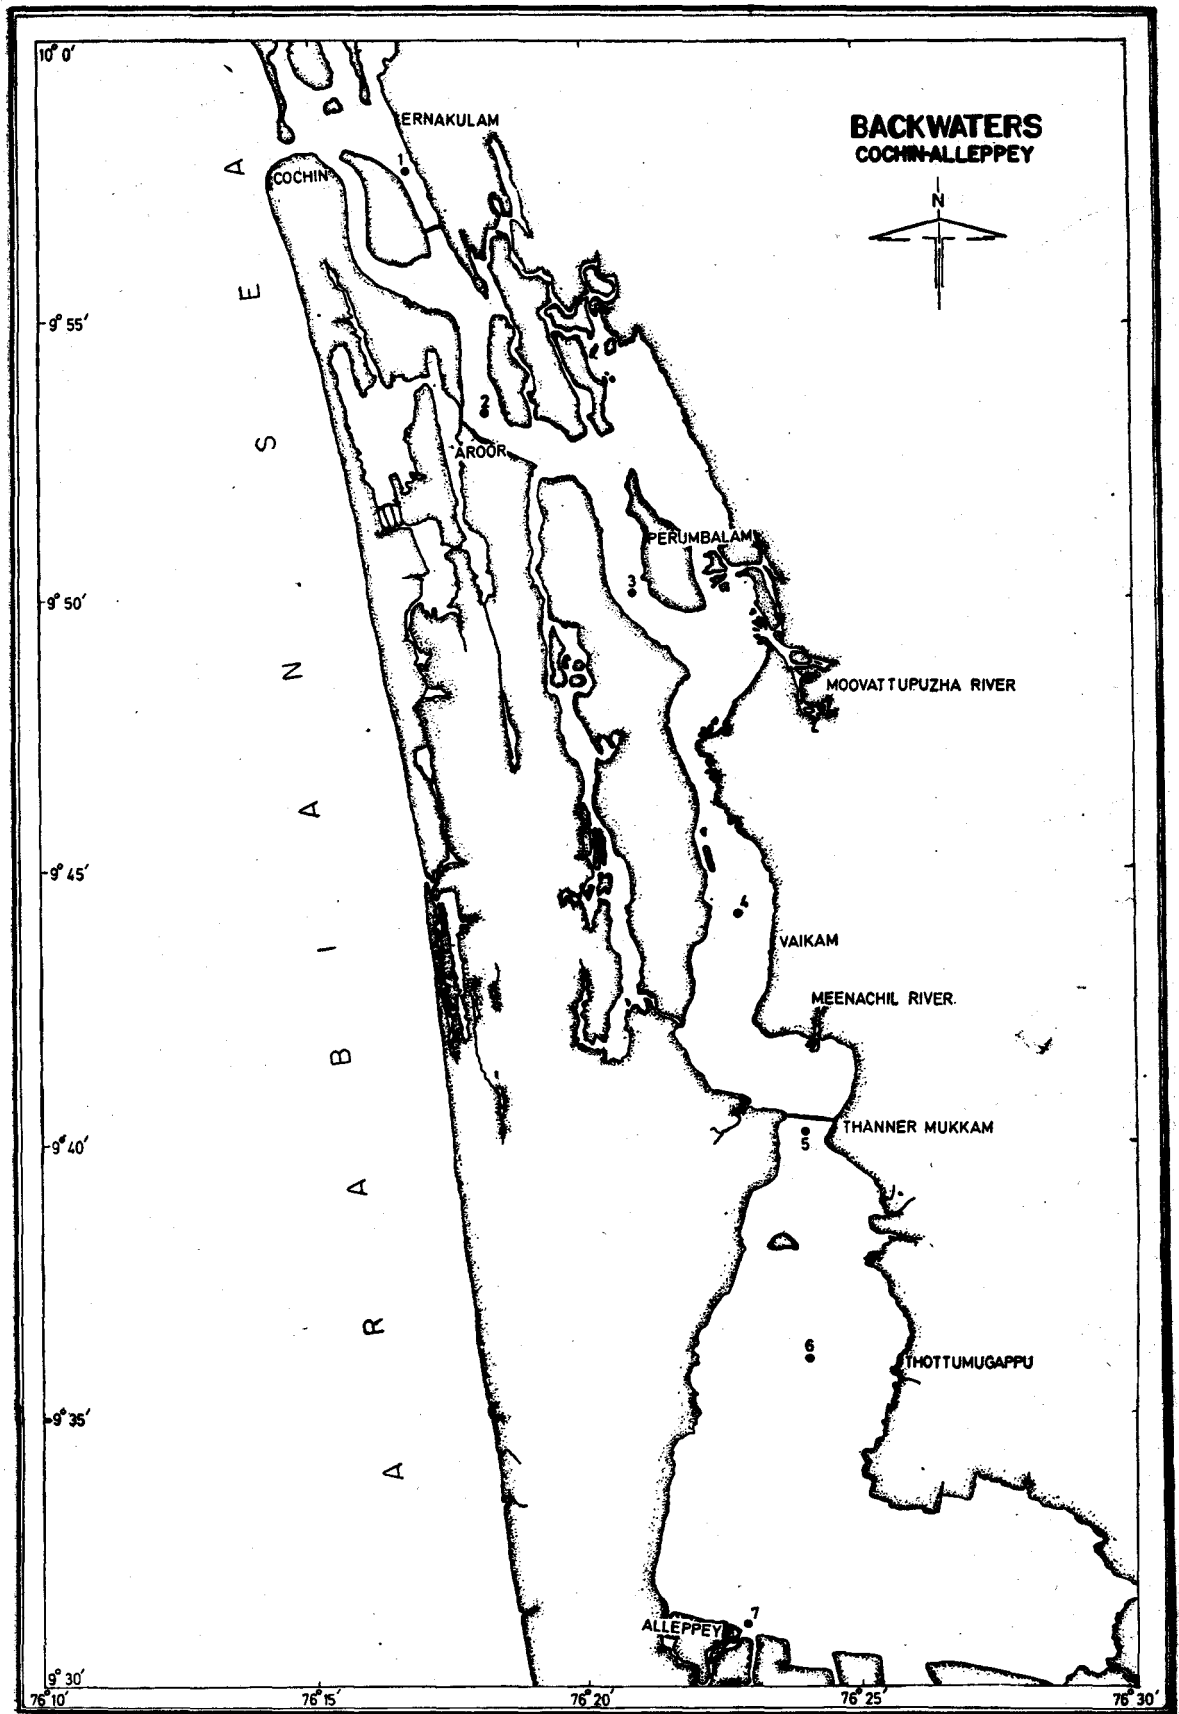 10° 0'
ERNAKULAM
BACKWATERS
COCHIN-ALLEPPEY
1
COCHIN
N
9° 55'
2
AROOR
PERUMBALAM
3
9° 50'
MOOVATTUPUZHA RIVER
9° 45'
4
VAIKAM
MEENACHIL RIVER.
THANNER MUKKAM
5
9° 40'
6
THOTTUMUGAPPU
9° 35'
7
ALLEPPEY
9° 30'
76° 10' 76° 15' 76° 20' 76° 25' 76° 30'
ARABIAN SEA